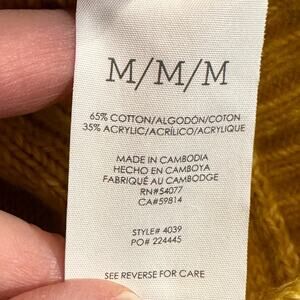 M/M/M
65% COTTON/ALGODÓN/COTON
35% ACRYLIC/ACRÍLICO/ACRYLIQUE
MADE IN CAMBODIA
HECHO EN CAMBOYA
FABRIQUÉ AU CAMBODGE
RN#54077
CA#59814
STYLE# 4039
PO# 224445
SEE REVERSE FOR CARE